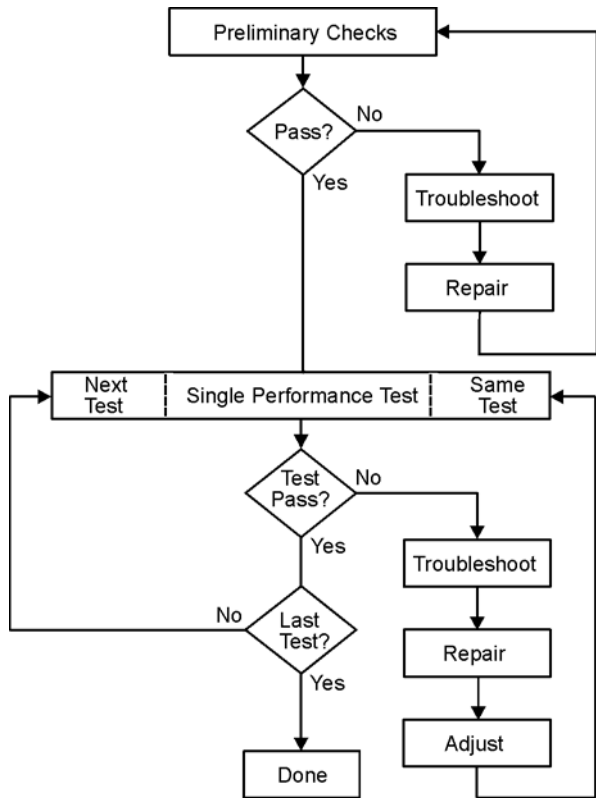 Preliminary Checks
Pass?
No
Yes
Troubleshoot
Repair
Next
Test
Single Performance Test
Same
Test
Test
Pass?
No
Yes
Troubleshoot
No
Last
Test?
Yes
Repair
Adjust
Done